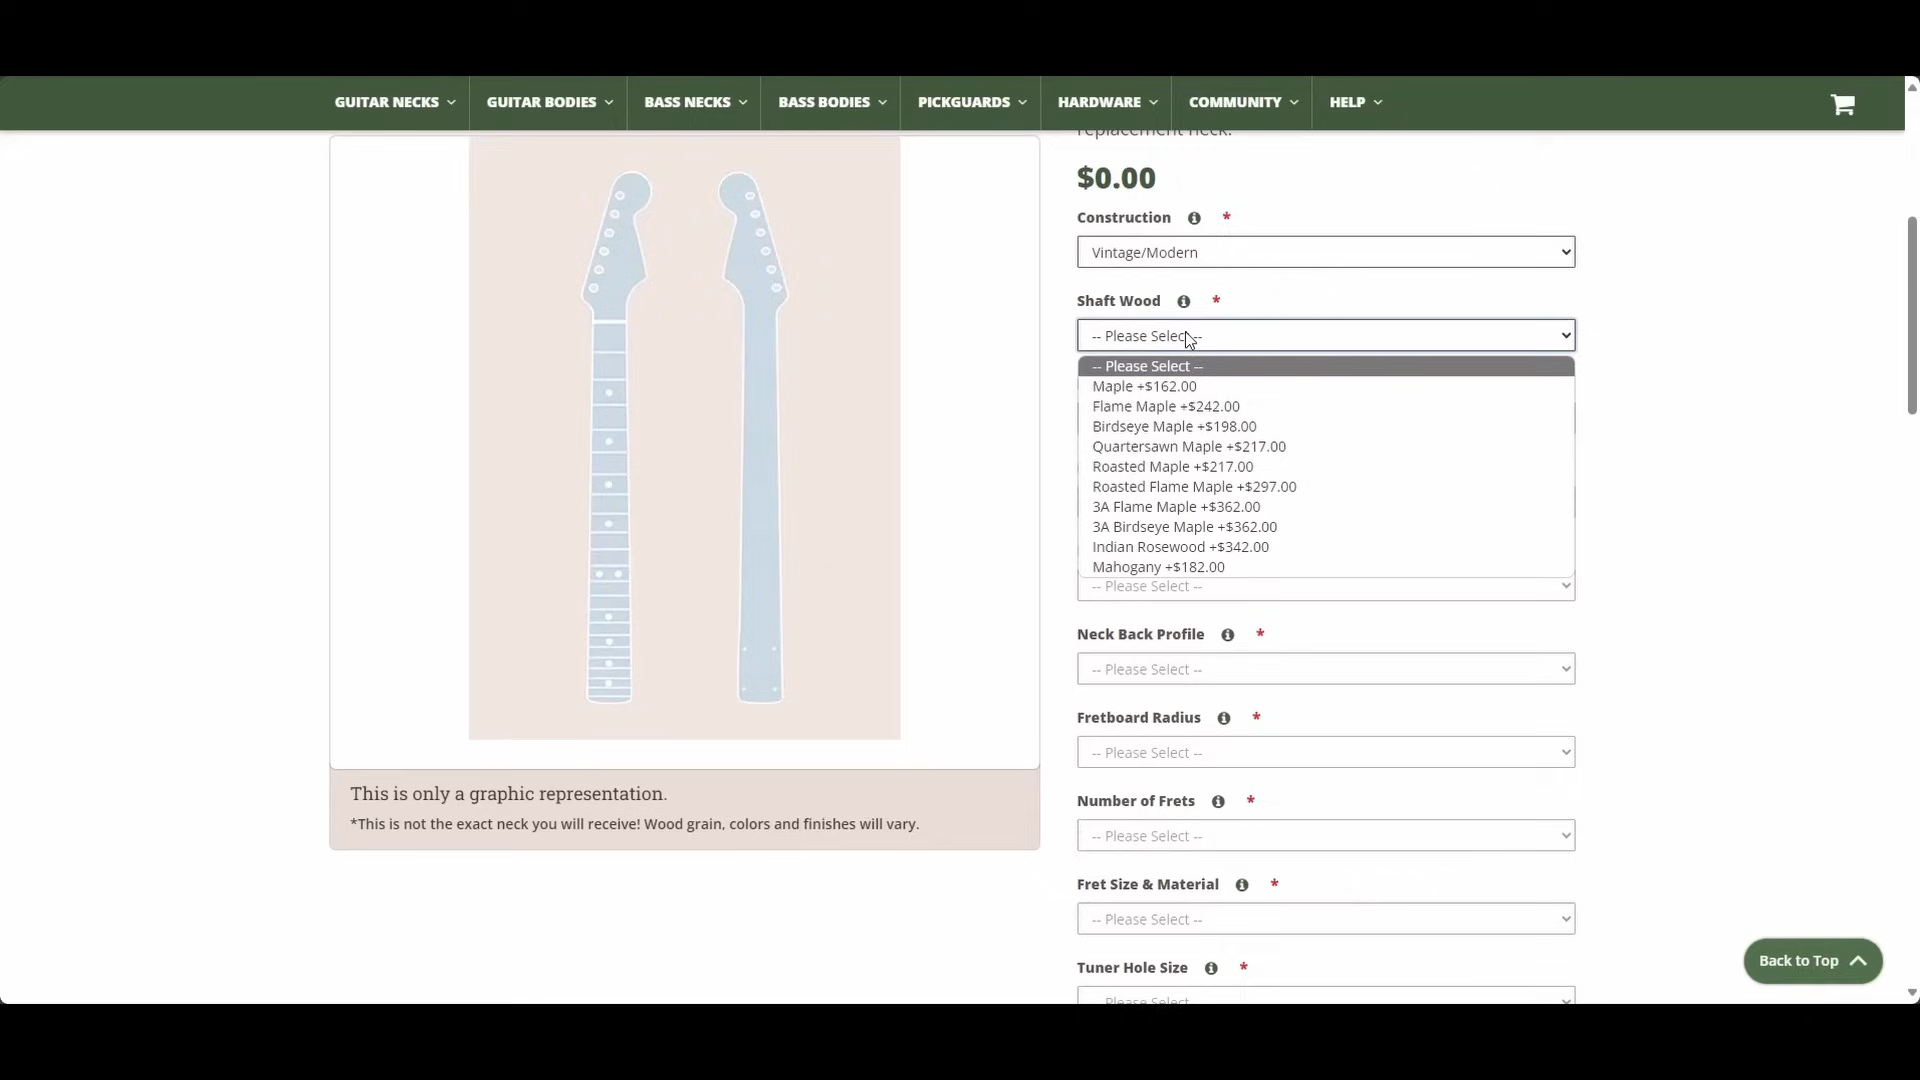 GUITAR NECKS GUITAR BODIES BASS NECKS BASS BODIES PICKGUARDS HARDWARE COMMUNITY HELP
replacement neck.
$0.00
Construction *
Vintage/Modern
Shaft Wood *
-- Please Select --
-- Please Select --
Maple +$162.00
Flame Maple +$242.00
Birdseye Maple +$198.00
Quartersawn Maple +$217.00
Roasted Maple +$217.00
Roasted Flame Maple +$297.00
3A Flame Maple +$362.00
3A Birdseye Maple +$362.00
Indian Rosewood +$342.00
Mahogany +$182.00
-- Please Select --
Neck Back Profile *
-- Please Select --
Fretboard Radius *
-- Please Select --
Number of Frets *
-- Please Select --
Fret Size & Material *
-- Please Select --
Tuner Hole Size *
-- Please Select --
This is only a graphic representation.
*This is not the exact neck you will receive! Wood grain, colors and finishes will vary.
Back to Top